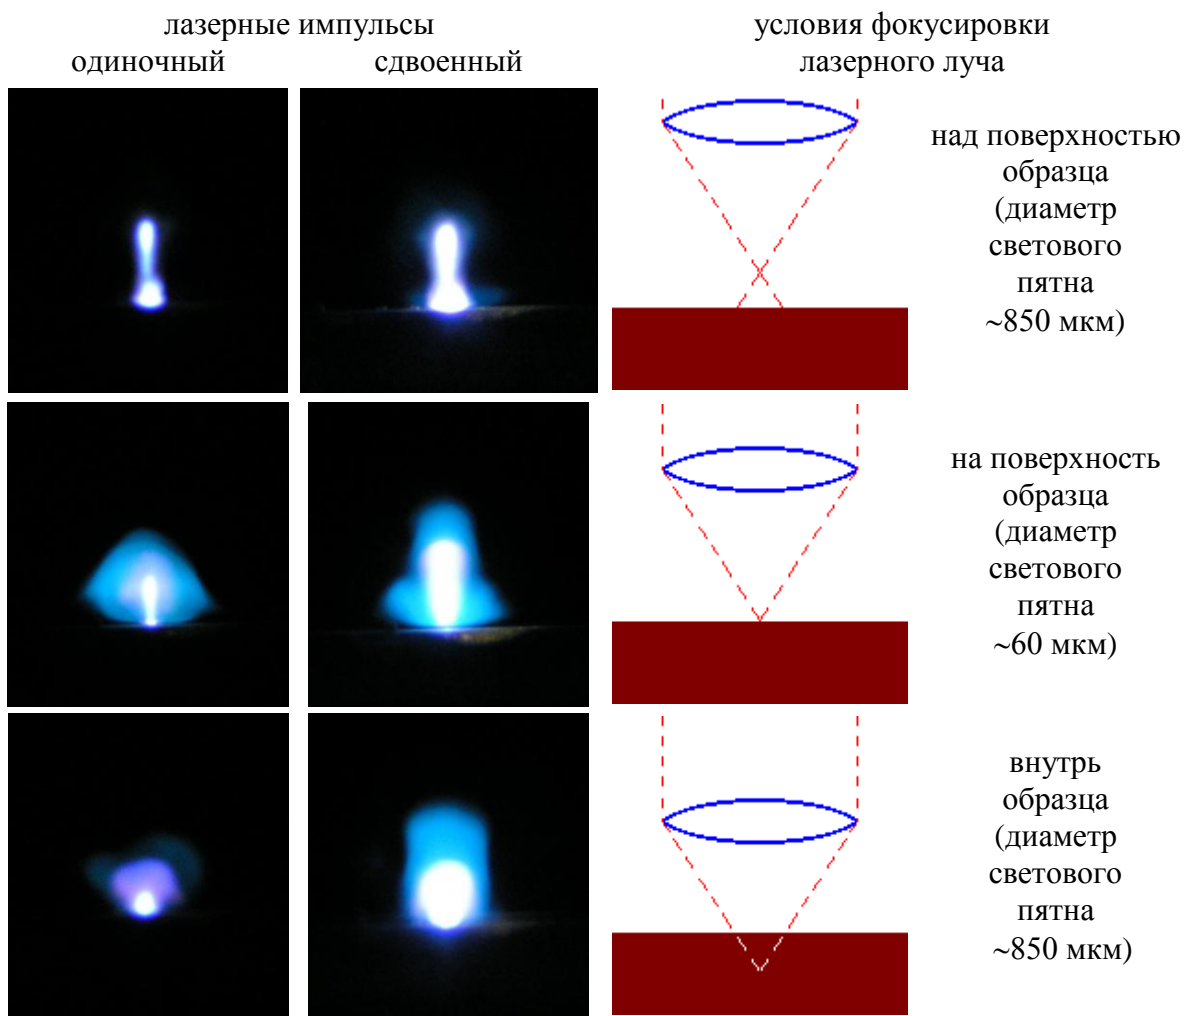 лазерные импульсы
условия фокусировки
одиночный
сдвоенный
лазерного луча
над поверхностью
образца
(диаметр
светового
пятна
~850 мкм)
на поверхность
образца
(диаметр
светового
пятна
~60 мкм)
внутрь
образца
(диаметр
светового
пятна
~850 мкм)